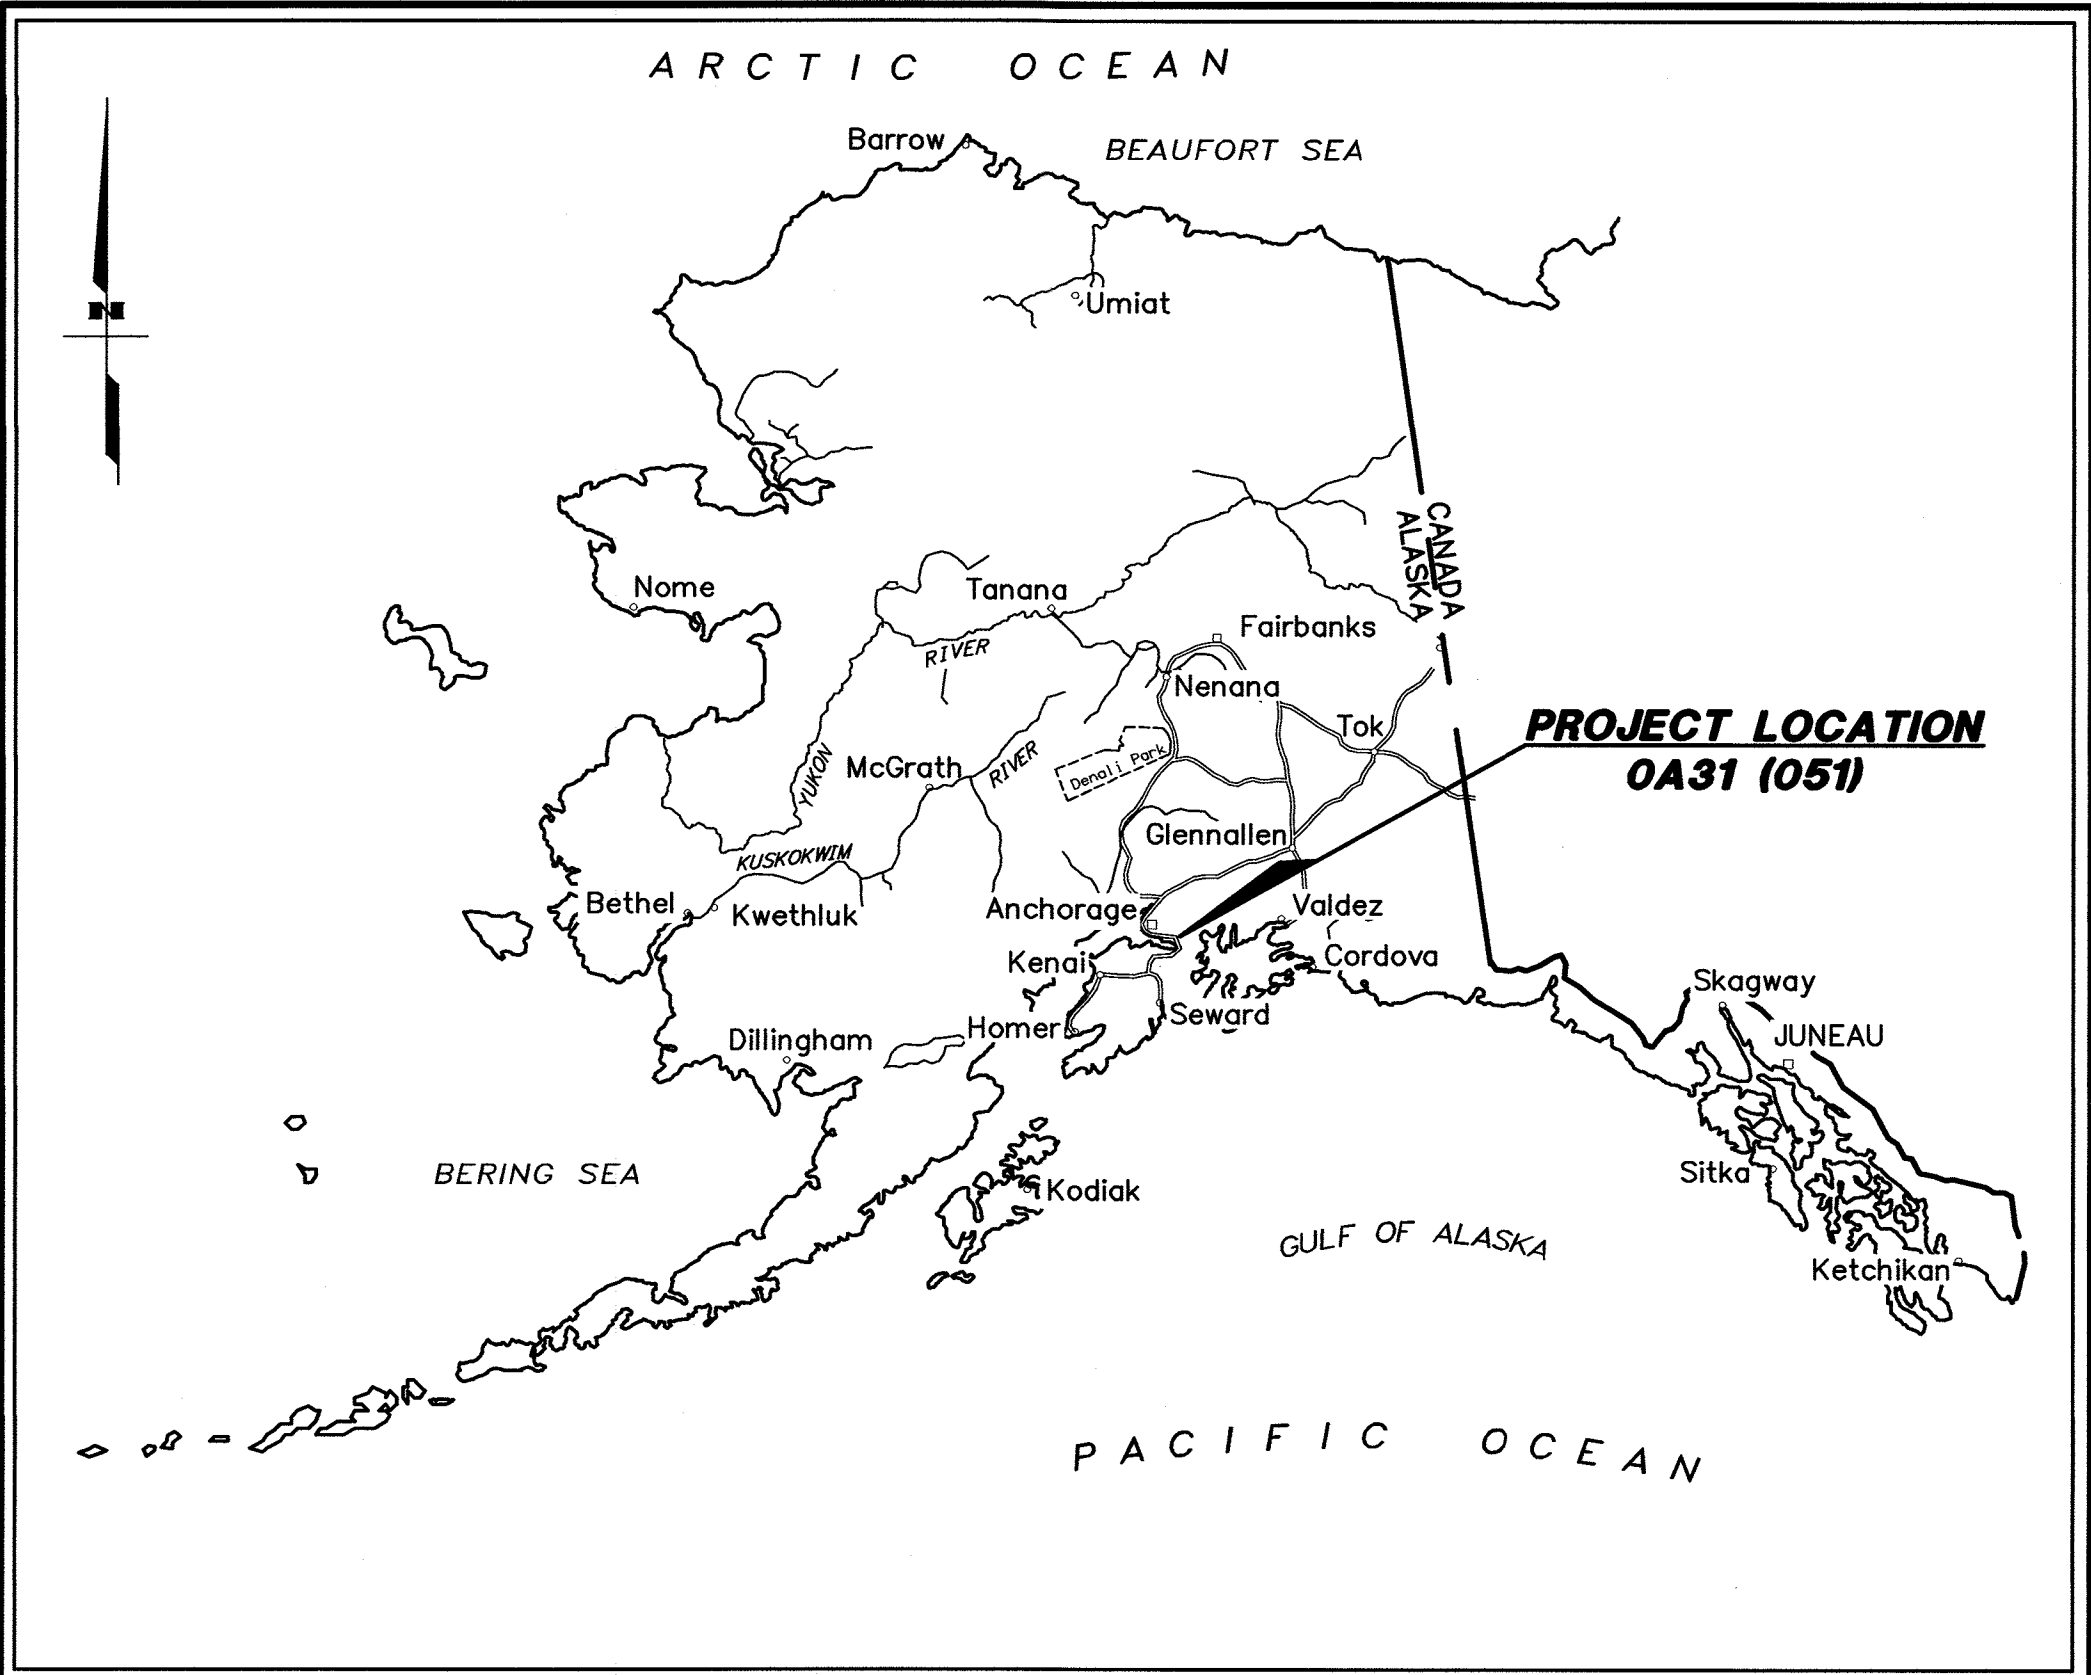 ARCTIC OCEAN
Barrow
BEAUFORT SEA
Umiat
N
CANADA
ALASKA
Nome
Tanana
Fairbanks
RIVER
Nenana
PROJECT LOCATION
0A31 (051)
Tok
Denali Park
McGrath
RIVER
YUKON
Glennallen
KUSKOKWIM
Bethel
Kwethluk
Anchorage
Valdez
Kenai
Cordova
Skagway
Homer
Seward
JUNEAU
Dillingham
BERING SEA
Sitka
Kodiak
GULF OF ALASKA
Ketchikan
PACIFIC OCEAN